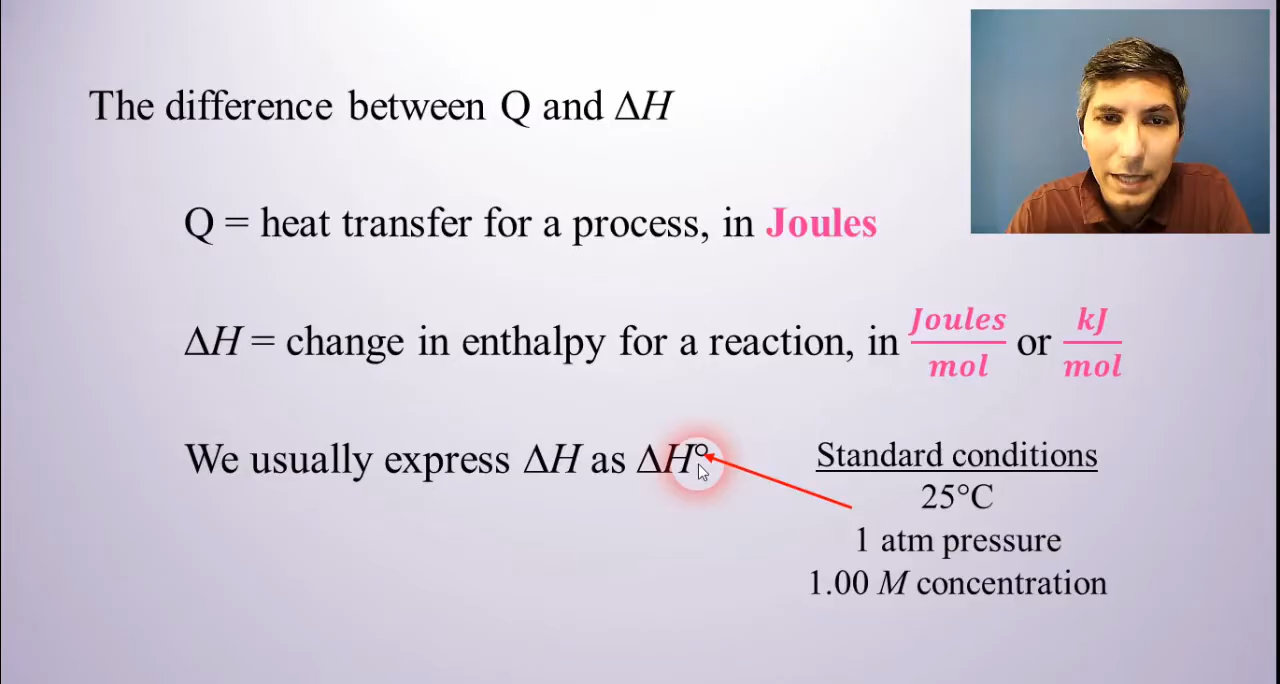 The difference between Q and ΔH
Q = heat transfer for a process, in Joules
ΔH = change in enthalpy for a reaction, in Joules/mol or kJ/mol
We usually express ΔH as ΔH°
Standard conditions
25°C
1 atm pressure
1.00 M concentration